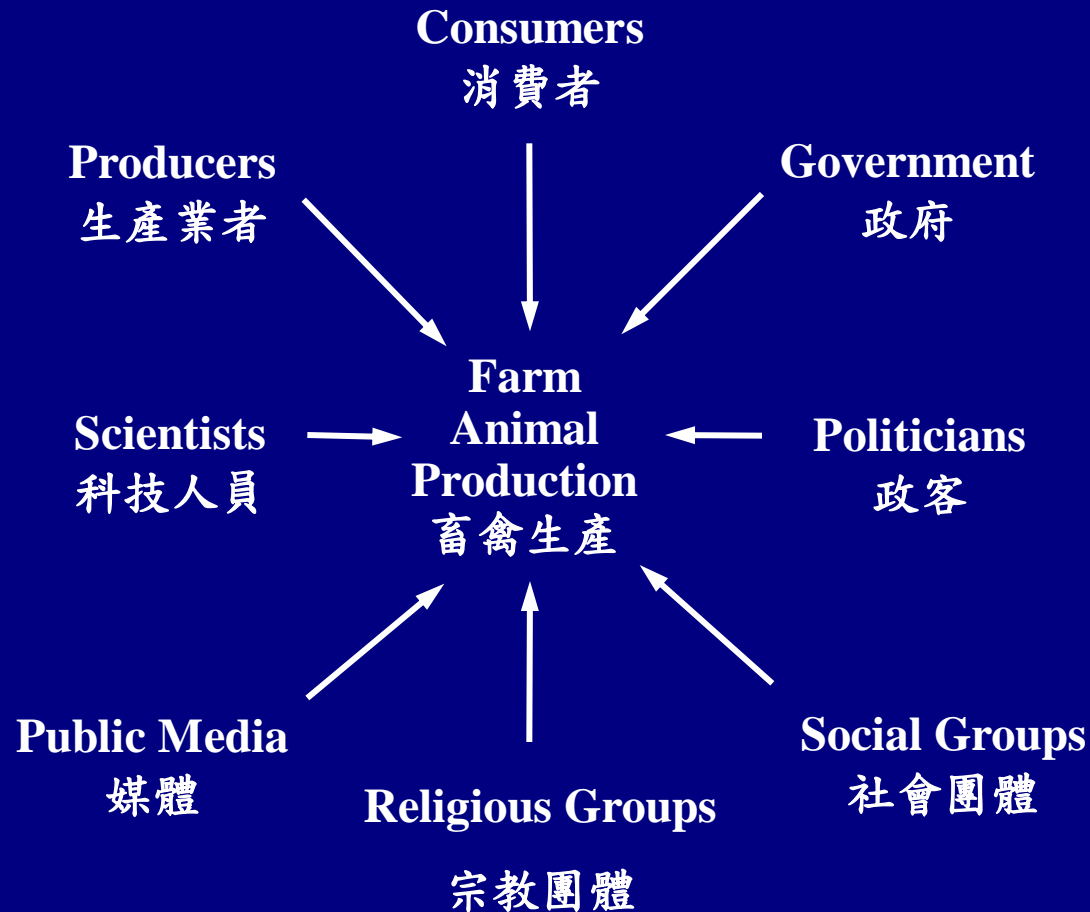 Consumers
消費者
Producers
生產業者
Government
政府
Farm
Animal
Production
畜禽生產
Scientists
科技人員
Politicians
政客
Public Media
媒體
Religious Groups
宗教團體
Social Groups
社會團體